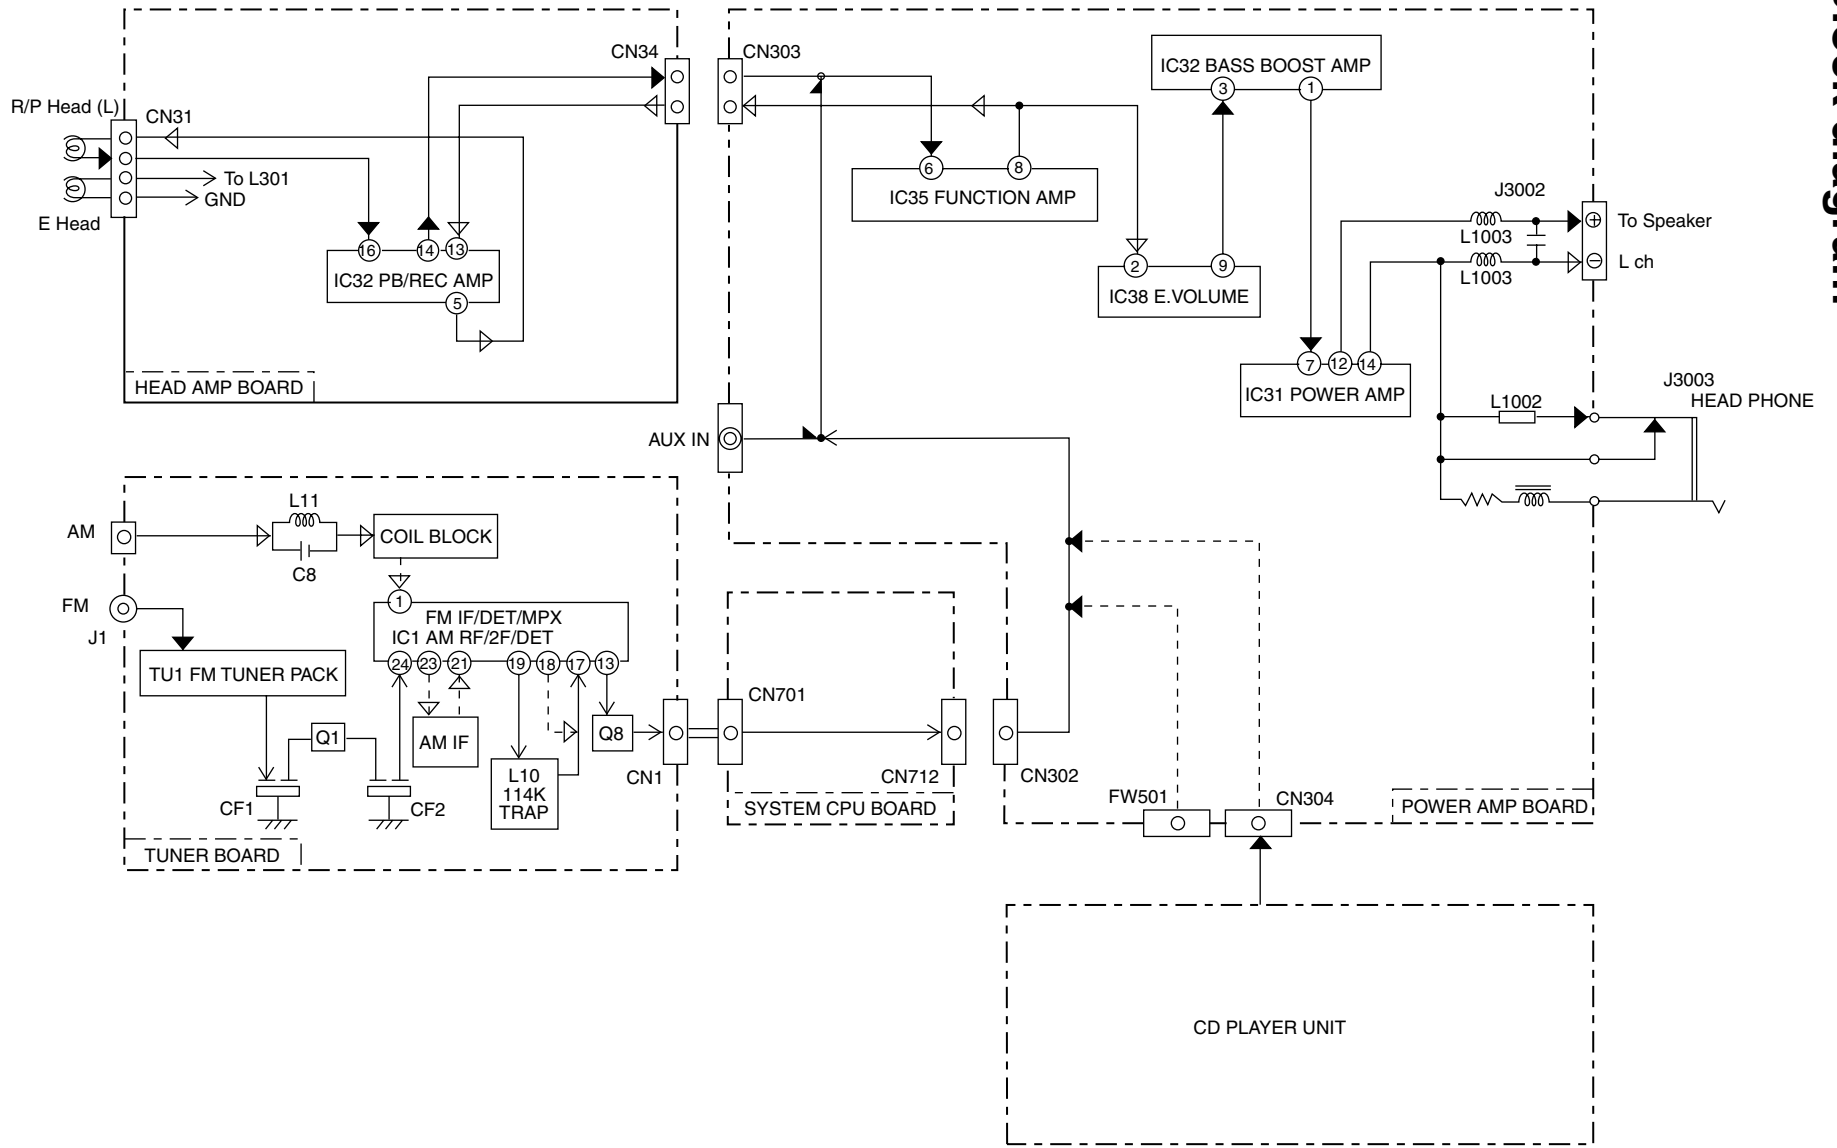 CN34
CN303
IC32 BASS BOOST AMP
3
1
R/P Head (L)
CN31
To L301
GND
E Head
16
14
13
IC32 PB/REC AMP
5
HEAD AMP BOARD
6
8
IC35 FUNCTION AMP
2
9
IC38 E.VOLUME
J3002
L1003
L1003
To Speaker
L ch
7
12
14
IC31 POWER AMP
J3003
HEAD PHONE
L1002
AUX IN
AM
L11
C8
COIL BLOCK
FM
J1
1
FM IF/DET/MPX
IC1 AM RF/2F/DET
24
23
21
19
18
17
13
TU1 FM TUNER PACK
Q1
AM IF
Q8
CF1
CF2
L10
114K
TRAP
CN1
TUNER BOARD
CN701
CN712
SYSTEM CPU BOARD
CN302
FW501
CN304
POWER AMP BOARD
CD PLAYER UNIT
diagram